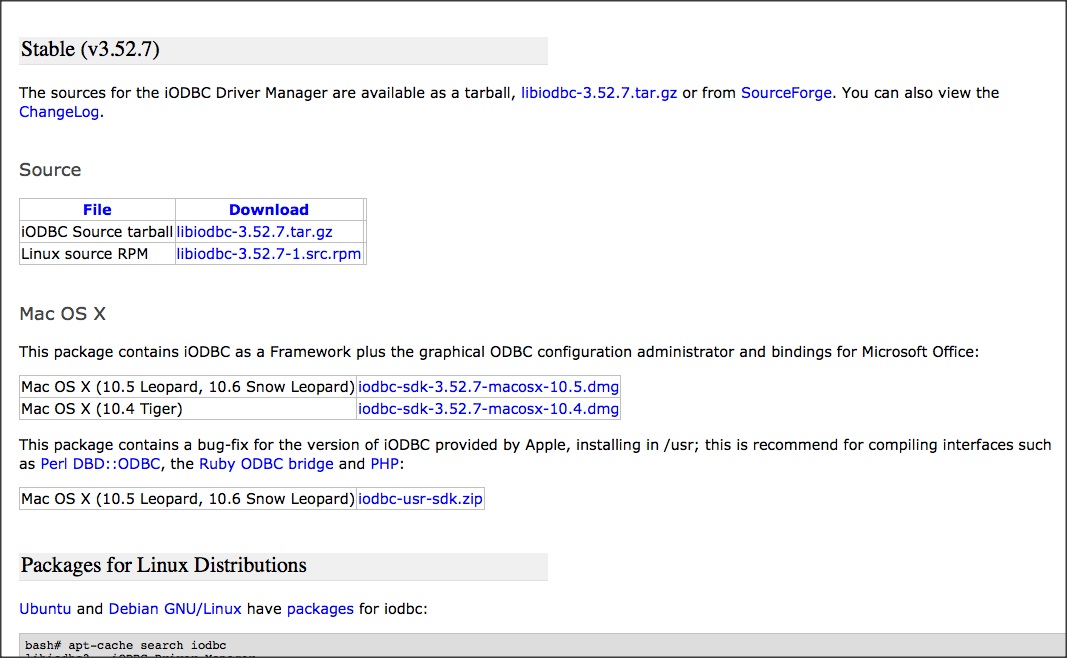 Stable (v3.52.7)
The sources for the iODBC Driver Manager are available as a tarball, libiodbc-3.52.7.tar.gz or from SourceForge. You can also view the
ChangeLog.
Source
File Download
iODBC Source tarball libiodbc-3.52.7.tar.gz
Linux source RPM libiodbc-3.52.7-1.src.rpm
Mac OS X
This package contains iODBC as a Framework plus the graphical ODBC configuration administrator and bindings for Microsoft Office:
Mac OS X (10.5 Leopard, 10.6 Snow Leopard) iodbc-sdk-3.52.7-macosx-10.5.dmg
Mac OS X (10.4 Tiger) iodbc-sdk-3.52.7-macosx-10.4.dmg
This package contains a bug-fix for the version of iODBC provided by Apple, installing in /usr; this is recommend for compiling interfaces such
as Perl DBD::ODBC, the Ruby ODBC bridge and PHP:
Mac OS X (10.5 Leopard, 10.6 Snow Leopard) iodbc-usr-sdk.zip
Packages for Linux Distributions
Ubuntu and Debian GNU/Linux have packages for iodbc:
bash# apt-cache search iodbc